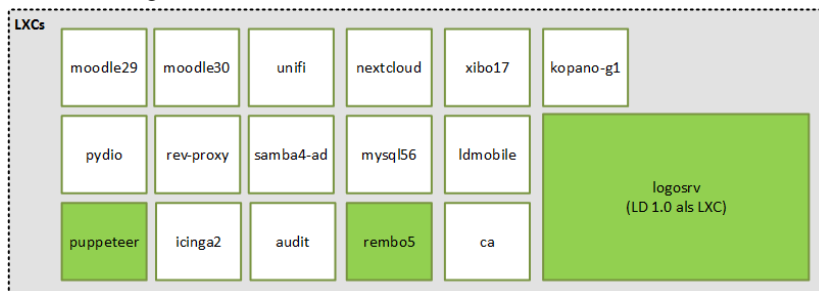 LXCs
moodle29
moodle30
unifi
nextcloud
xibo17
kopano-g1
pydio
rev-proxy
samba4-ad
mysql56
ldmobile
logosrv
(LD 1.0 als LXC)
puppeteer
icinga2
audit
rembo5
ca